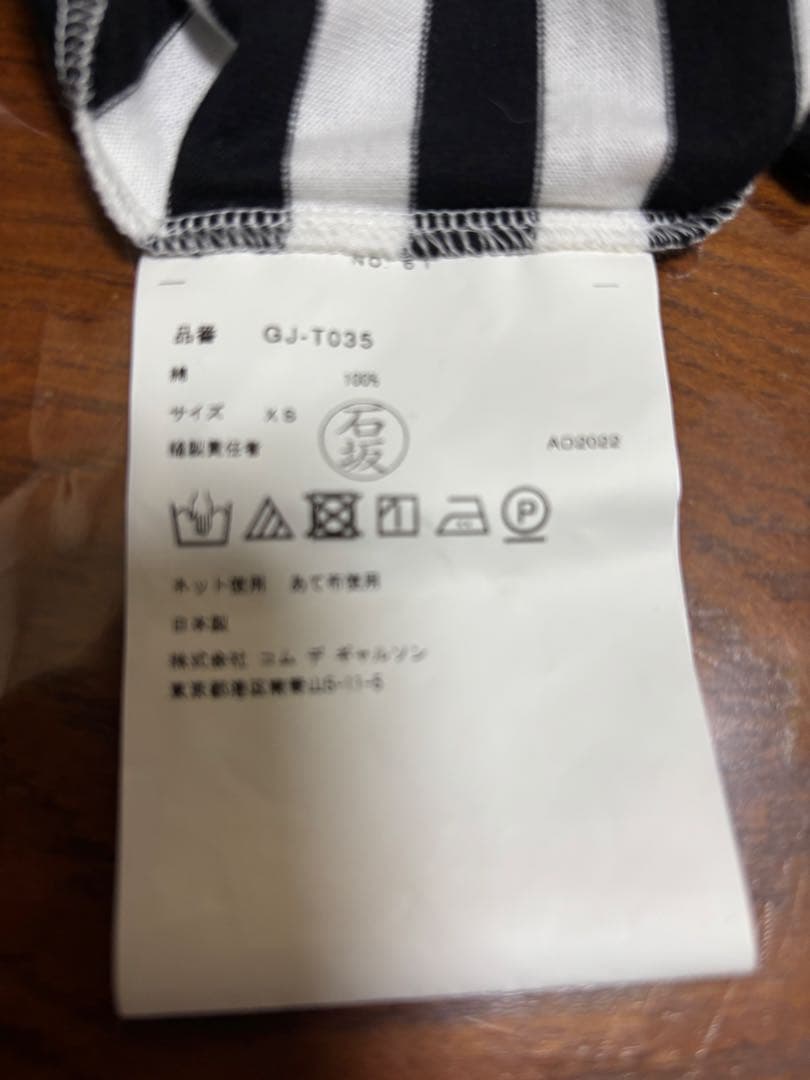 NO. 61
品番 GJ-T035
綿 100%
サイズ XS
縫製責任者 石坂 AD2022
P
ネット使用 あて布使用
日本製
株式会社 コム デ ギャルソン
東京都港区南青山5-11-5